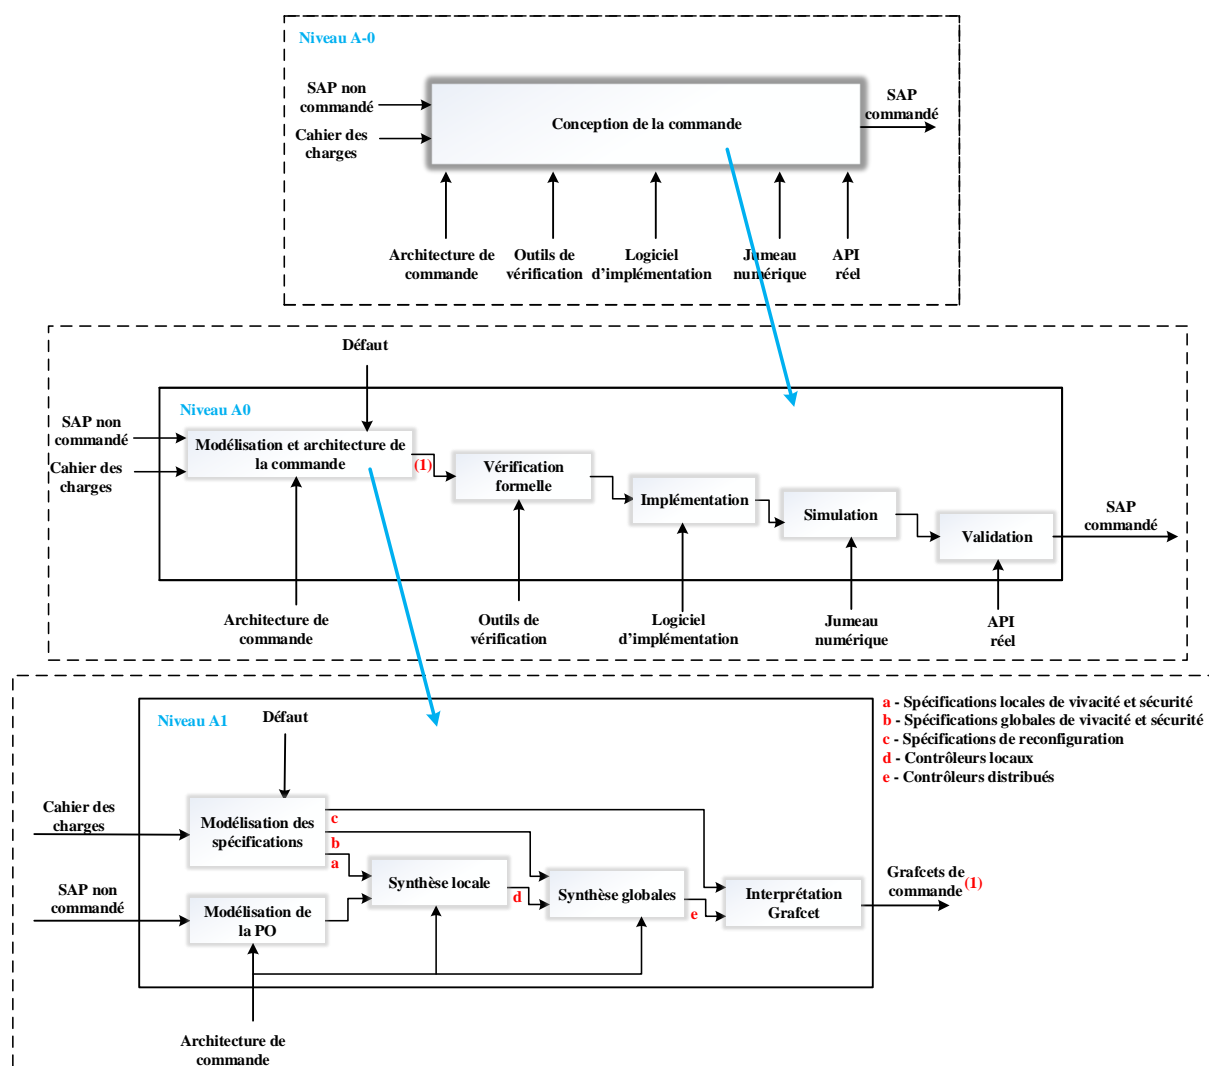 Niveau A-0
SAP non
commandé
Cahier des
charges
Conception de la commande
SAP
commandé
Architecture de
commande
Outils de
vérification
Logiciel
d'implémentation
Jumeau
numérique
API
réel
Défaut
Niveau A0
SAP non
commandé
Cahier des
charges
Modélisation et architecture de
la commande
(1)
Vérification
formelle
Implémentation
Simulation
Validation
SAP
commandé
Architecture de
commande
Outils de
vérification
Logiciel
d'implémentation
Jumeau
numérique
API
réel
Niveau A1
Défaut
a - Spécifications locales de vivacité et sécurité
b - Spécifications globales de vivacité et sécurité
c - Spécifications de reconfiguration
d - Contrôleurs locaux
e - Contrôleurs distribués
Cahier des
charges
Modélisation des
spécifications
c
b
a
SAP non
commandé
Modélisation de
la PO
Synthèse locale
d
Synthèse globales
e
Interprétation
Grafcet
Grafcets de
commande (1)
Architecture de
commande